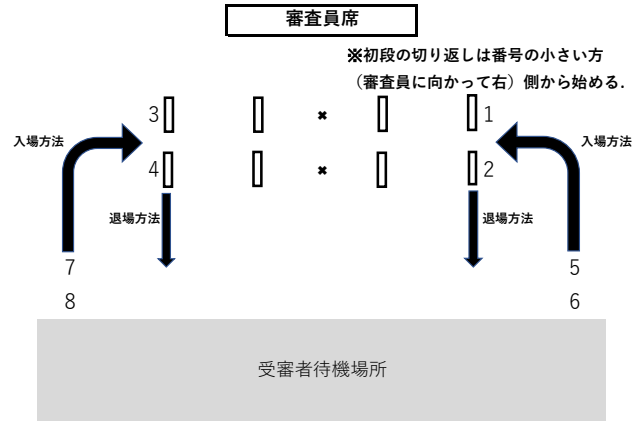 審査員席
※初段の切り返しは番号の小さい方
（審査員に向かって右）側から始める．
3
1
入場方法
入場方法
4
2
退場方法
退場方法
7
5
8
6
受審者待機場所